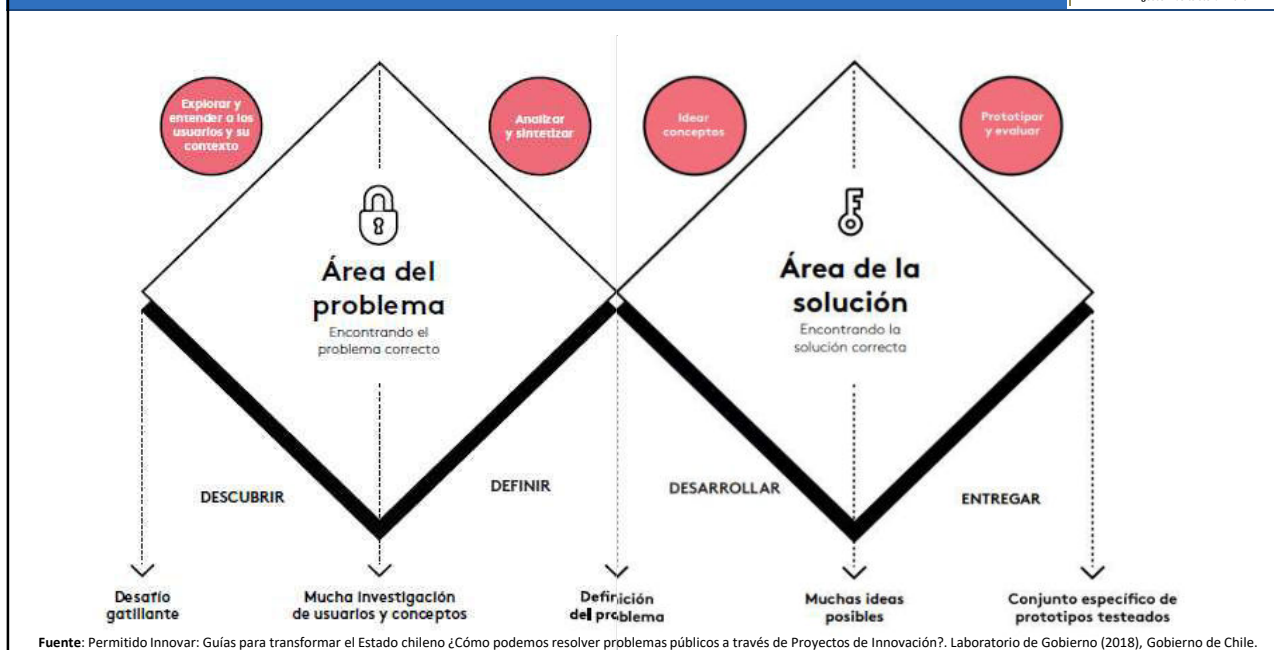 Explorar y
entender a los
usuarios y su
contexto
Analizar
y sintetizar
Idear
conceptos
Prototipar
y evaluar
Área del
problema
Encontrando el
problema correcto
Área de la
solución
Encontrando la
solución correcta
DESCUBRIR
DEFINIR
DESARROLLAR
ENTREGAR
Desafío
gatillante
Mucha investigación
de usuarios y conceptos
Definición
del problema
Muchas ideas
posibles
Conjunto específico de
prototipos testeados
Fuente: Permitido Innovar: Guías para transformar el Estado chileno ¿Cómo podemos resolver problemas públicos a través de Proyectos de Innovación?. Laboratorio de Gobierno (2018), Gobierno de Chile.